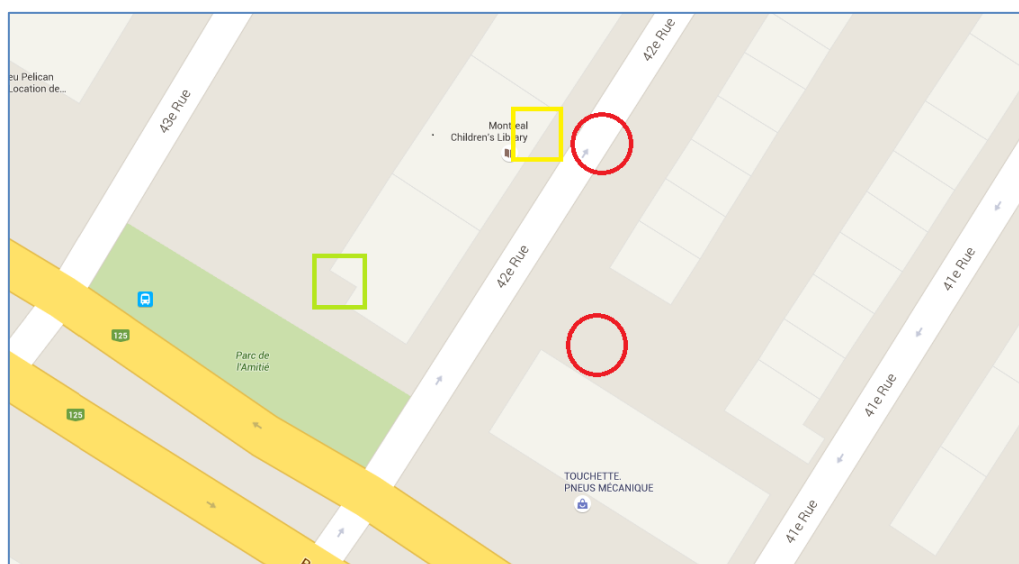 42e Rue
eu Pelican
Location de...
43e Rue
Montreal
Children's Library
42e Rue
41e Rue
125
Parc de
l'Amitié
41e Rue
125
TOUCHETTE.
PNEUS MÉCANIQUE
41e Rue